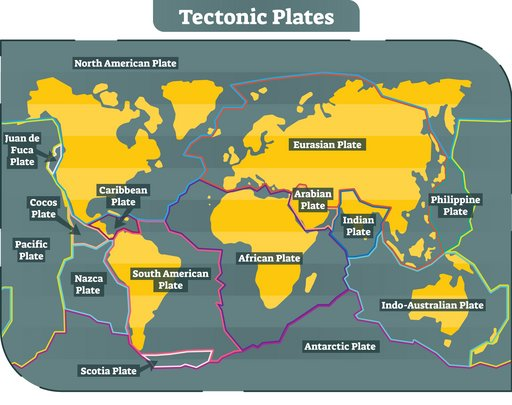 Tectonic Plates
North American Plate
Juan de
Fuca
Plate
Eurasian Plate
Caribbean
Plate
Arabian
Plate
Cocos
Plate
Philippine
Plate
Indian
Plate
Pacific
Plate
African Plate
Nazca
Plate
South American
Plate
Indo-Australian Plate
Antarctic Plate
Scotia Plate